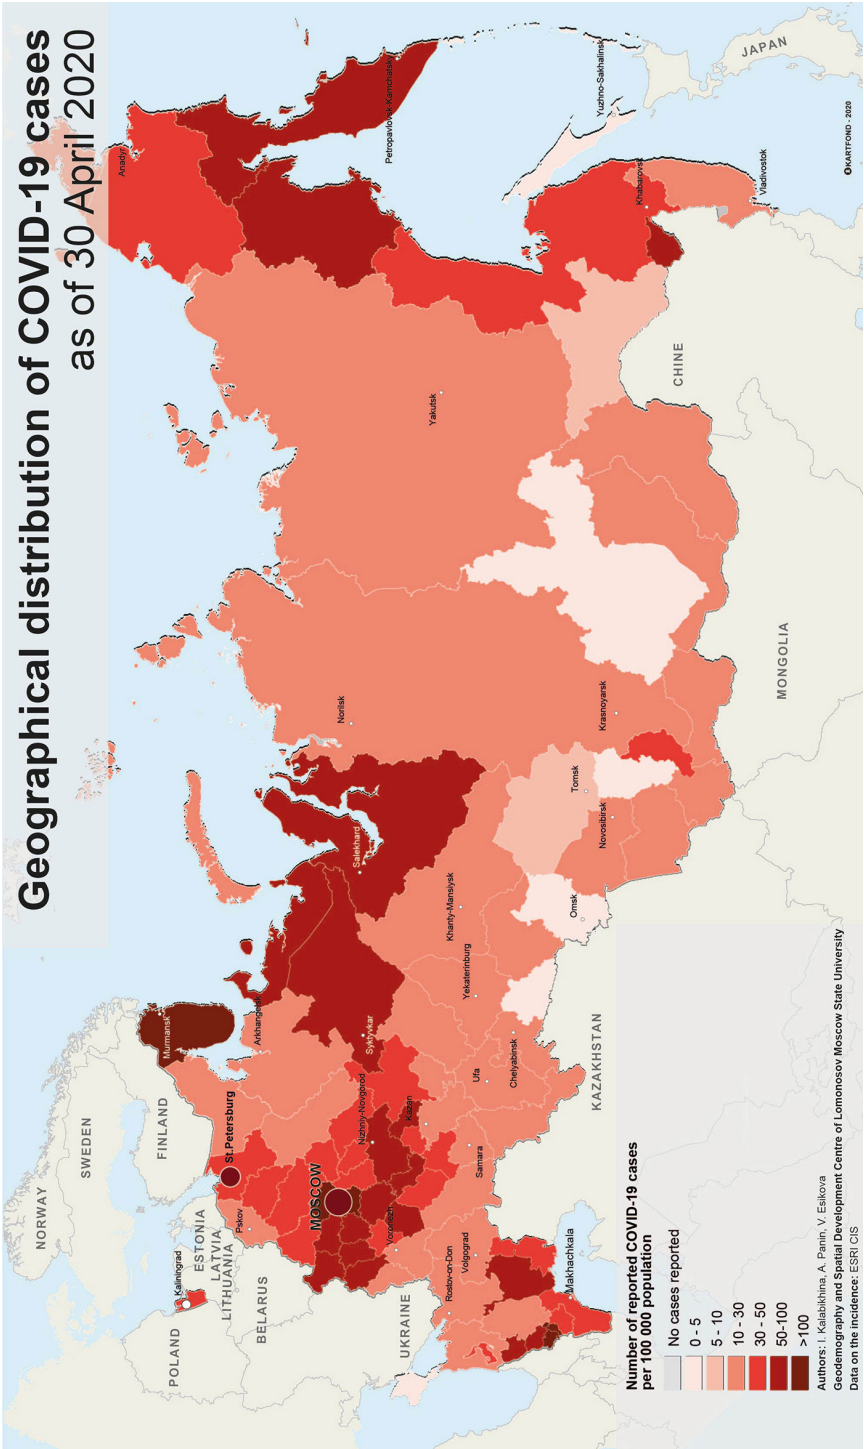 Geographical distribution of COVID-19 cases
as of 30 April 2020
NORWAY
SWEDEN
FINLAND
ESTONIA
LATVIA
LITHUANIA
POLAND
BELARUS
UKRAINE
KAZAKHSTAN
MONGOLIA
CHINE
JAPAN
Kaliningrad
Murmansk
St.Petersburg
Pskov
MOSCOW
Arkhangelsk
Syktyvkar
Nizhniy-Novgorod
Kazan
Voronezh
Samara
Ufa
Chelyabinsk
Yekaterinburg
Khanty-Mansiysk
Salekhard
Norilsk
Rostov-on-Don
Volgograd
Makhachkala
Omsk
Tomsk
Novosibirsk
Krasnoyarsk
Yakutsk
Anadyr
Petropavlovsk-Kamchatsky
Yuzhno-Sakhalinsk
Khabarovsk
Vladivostok
Number of reported COVID-19 cases
per 100 000 population
No cases reported
0 - 5
5 - 10
10 - 30
30 - 50
50-100
>100
Authors: I. Kalabikhina, A. Panin, V. Esikova
Geodemography and Spatial Development Centre of Lomonosov Moscow State University
Data on the incidence: ESRI CIS
KARTFOND - 2020